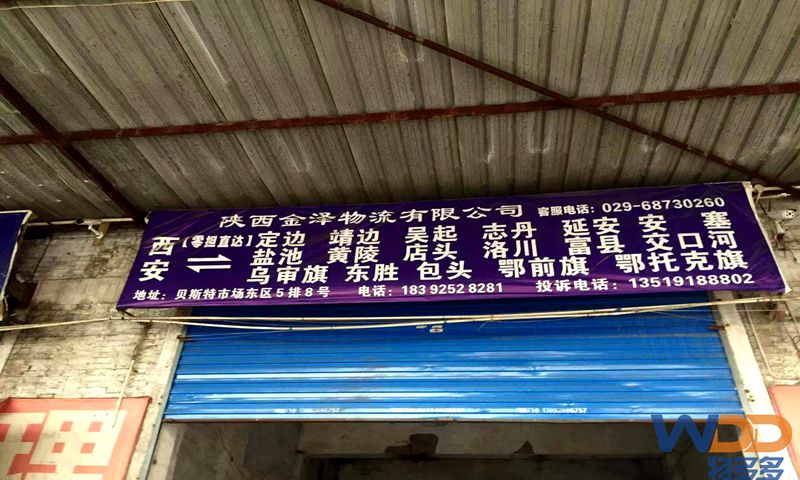 陕西金泽物流有限公司 客服电话：029-68730260
西安 ⇌
【零担直达】定边 靖边 吴起 志丹 延安 安塞
盐池 黄陵 店头 洛川 富县 交口河
乌审旗 东胜 包头 鄂前旗 鄂托克旗
地址：贝斯特市场东区5排8号 电话：18392528281 投诉电话：13519188802
WDD
物多多